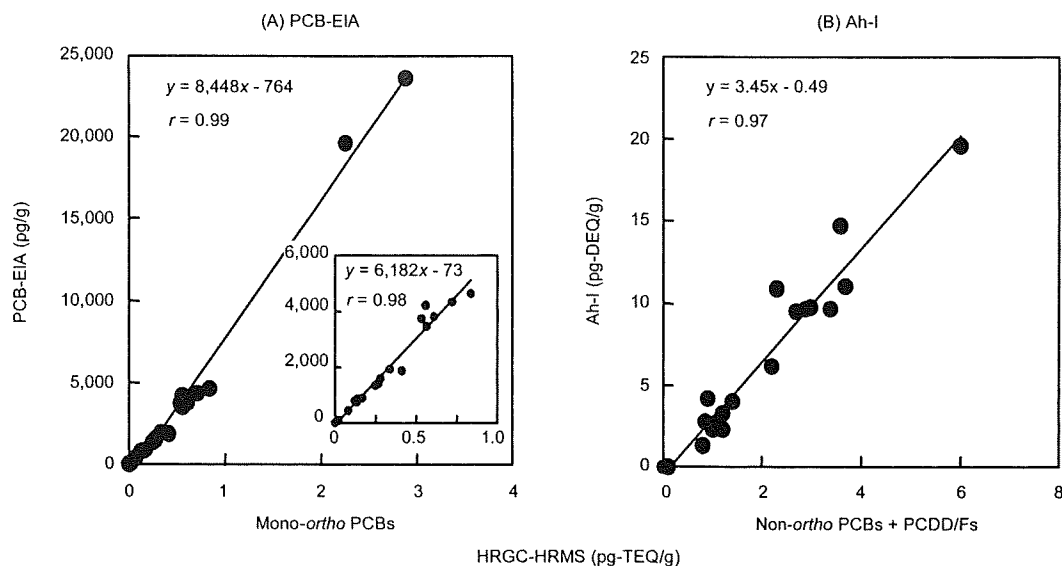 (A) PCB-EIA
25,000
20,000
15,000
10,000
5,000
0
PCB-EIA (pg/g)
y = 8,448x - 764
r = 0.99
6,000
4,000
2,000
0
y = 6,182x - 73
r = 0.98
0
0.5
1.0
0
1
2
3
4
Mono-ortho PCBs
(B) Ah-I
25
20
15
10
5
0
Ah-I (pg-DEQ/g)
y = 3.45x - 0.49
r = 0.97
0
2
4
6
8
Non-ortho PCBs + PCDD/Fs
HRGC-HRMS (pg-TEQ/g)